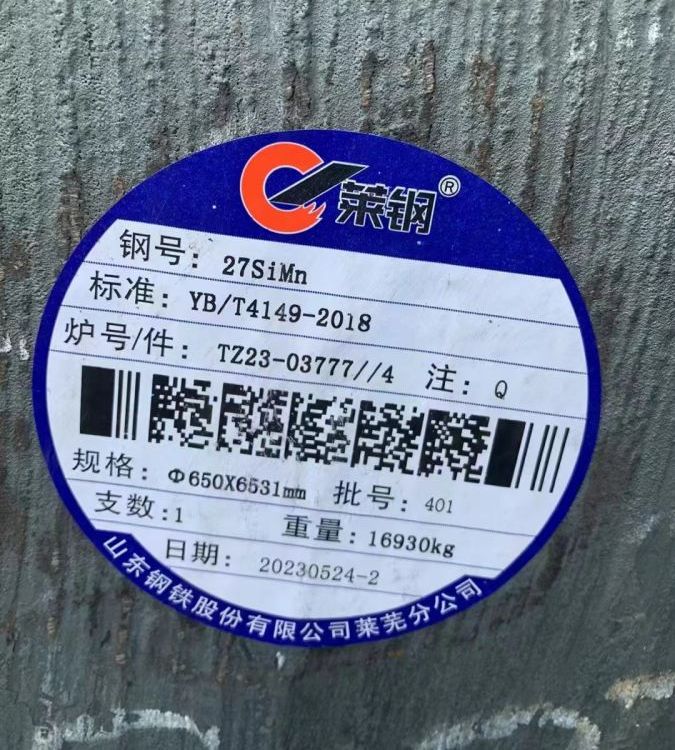 莱钢®
钢号: 27SiMn
标准: YB/T4149-2018
炉号/件: TZ23-03777//4 注: Q
规格: Φ650X6531mm 批号: 401
支数:1 重量: 16930kg
日期: 20230524-2
山东钢铁股份有限公司莱芜分公司